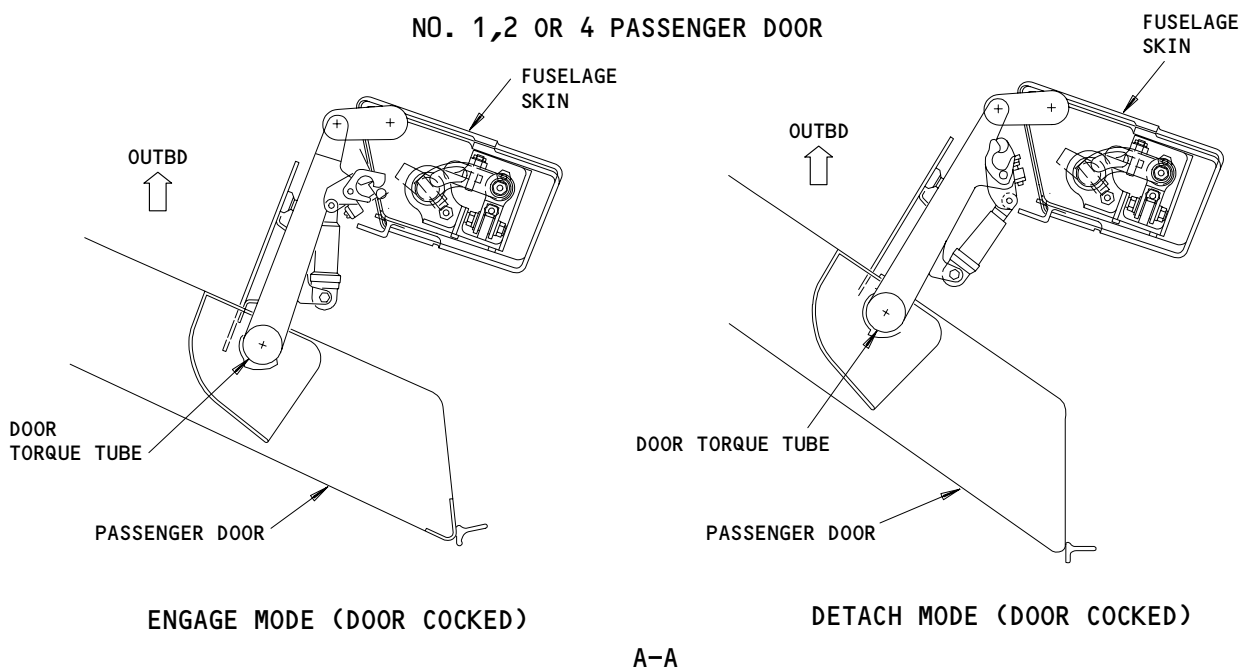 NO. 1,2 OR 4 PASSENGER DOOR
FUSELAGE
SKIN
OUTBD
DOOR
TORQUE TUBE
PASSENGER DOOR
ENGAGE MODE (DOOR COCKED)
FUSELAGE
SKIN
OUTBD
DOOR TORQUE TUBE
PASSENGER DOOR
DETACH MODE (DOOR COCKED)
A-A